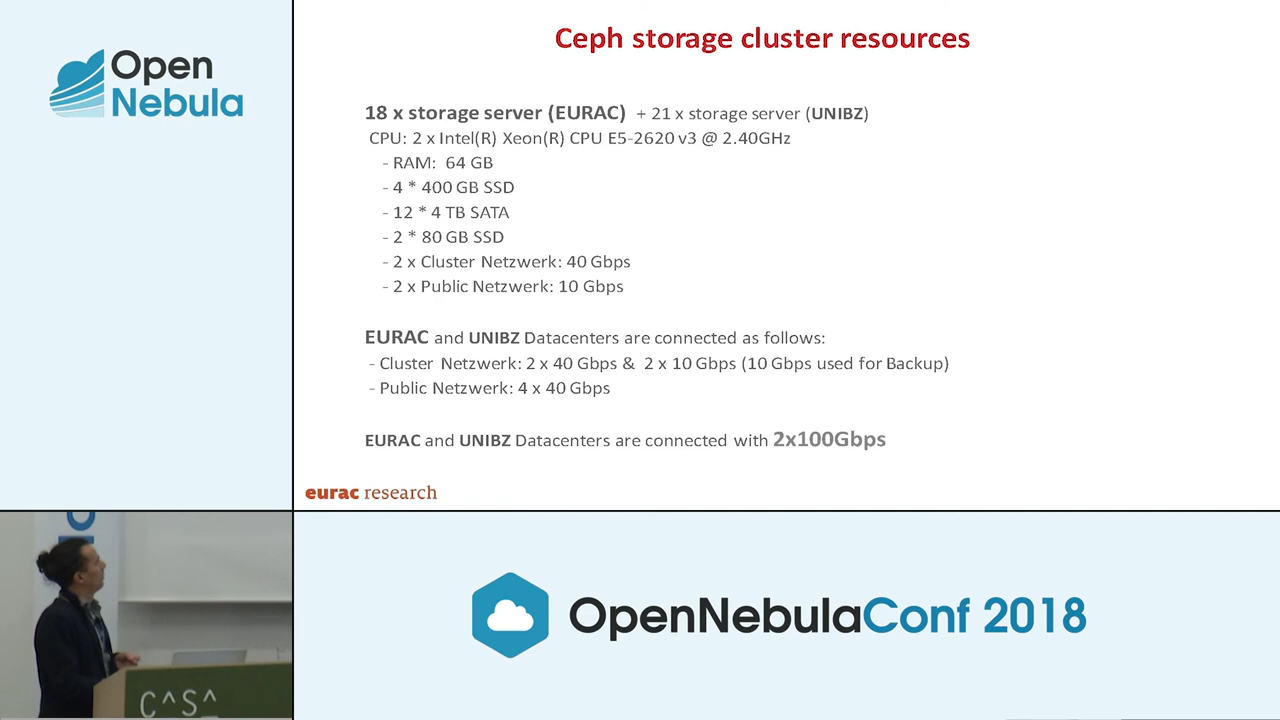 Open
Nebula
Ceph storage cluster resources
18 x storage server (EURAC) + 21 x storage server (UNIBZ)
CPU: 2 x Intel(R) Xeon(R) CPU E5-2620 v3 @ 2.40GHz
- RAM: 64 GB
- 4 * 400 GB SSD
- 12 * 4 TB SATA
- 2 * 80 GB SSD
- 2 x Cluster Netzwerk: 40 Gbps
- 2 x Public Netzwerk: 10 Gbps
EURAC and UNIBZ Datacenters are connected as follows:
- Cluster Netzwerk: 2 x 40 Gbps & 2 x 10 Gbps (10 Gbps used for Backup)
- Public Netzwerk: 4 x 40 Gbps
EURAC and UNIBZ Datacenters are connected with 2x100Gbps
eurac research
C^S^_
OpenNebulaConf 2018